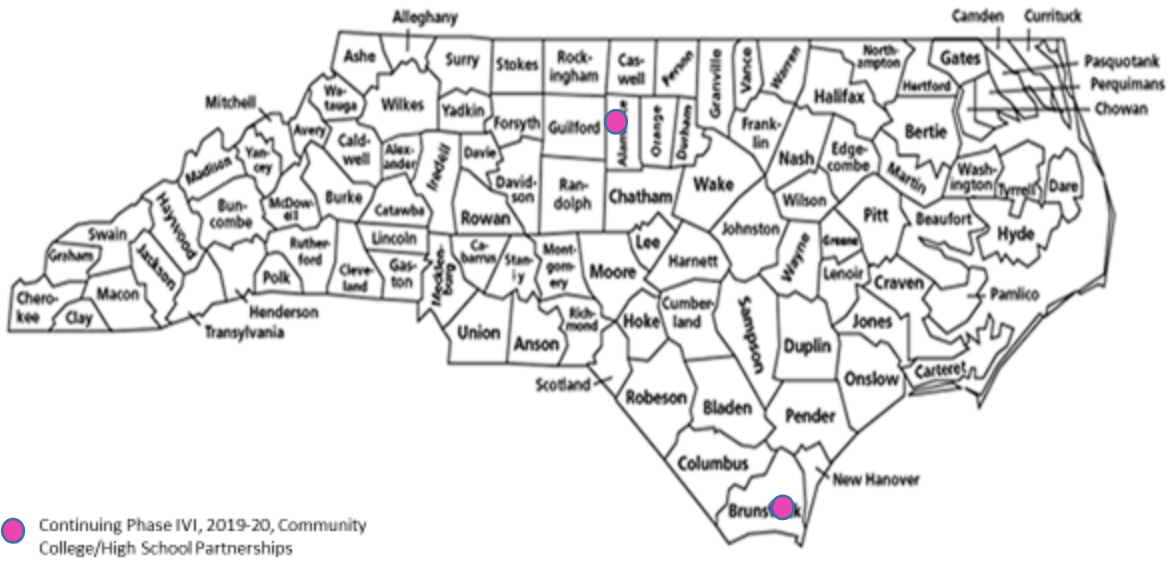 Alleghany
Camden
Currituck
Ashe
Surry
Stokes
Rock-
ingham
Cas-
well
Person
Granville
Vance
Warren
North-
ampton
Gates
Pasquotank
Hertford
Perquimans
Wa-
tauga
Wilkes
Halifax
Chowan
Mitchell
Yadkin
Forsyth
Guilford
Orange
Durham
Frank-
lin
Bertie
Avery
Cald-
well
Alex-
ander
Iredell
Davie
Nash
Edge-
combe
Martin
Wash-
ington
Tyrrell
Dare
Madison
Yan-
cey
Burke
David-
son
Ran-
dolph
Chatham
Wake
Wilson
Haywood
Bun-
combe
McDow-
ell
Catawba
Rowan
Pitt
Beaufort
Hyde
Swain
Ruther-
ford
Lincoln
Ca-
barrus
Stan-
ly
Mont-
gom-
ery
Lee
Johnston
Wayne
Greene
Graham
Jackson
Polk
Cleve-
land
Gas-
ton
Mecklen-
burg
Moore
Harnett
Lenoir
Craven
Pamlico
Chero-
kee
Clay
Macon
Henderson
Transylvania
Union
Anson
Rich-
mond
Hoke
Cumber-
land
Sampson
Duplin
Jones
Carteret
Scotland
Robeson
Bladen
Pender
Onslow
Columbus
New Hanover
Continuing Phase IVI, 2019-20, Community
College/High School Partnerships